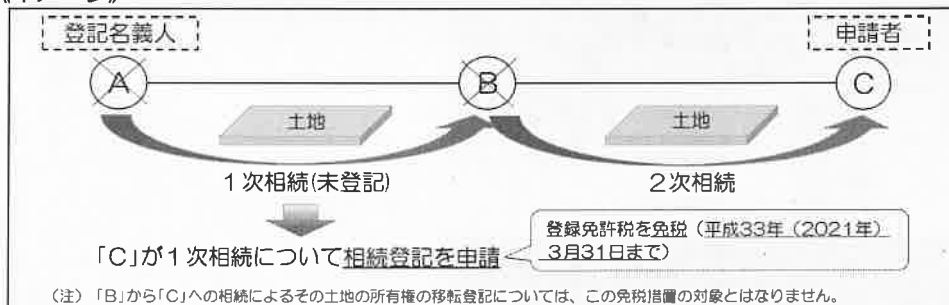 《イメージ》
登記名義人
申請者
A
B
C
土地
土地
1次相続(未登記)
2次相続
「C」が1次相続について相続登記を申請
登録免許税を免税（平成33年（2021年）
3月31日まで）
（注）「B」から「C」への相続によるその土地の所有権の移転登記については、この免税措置の対象とはなりません。